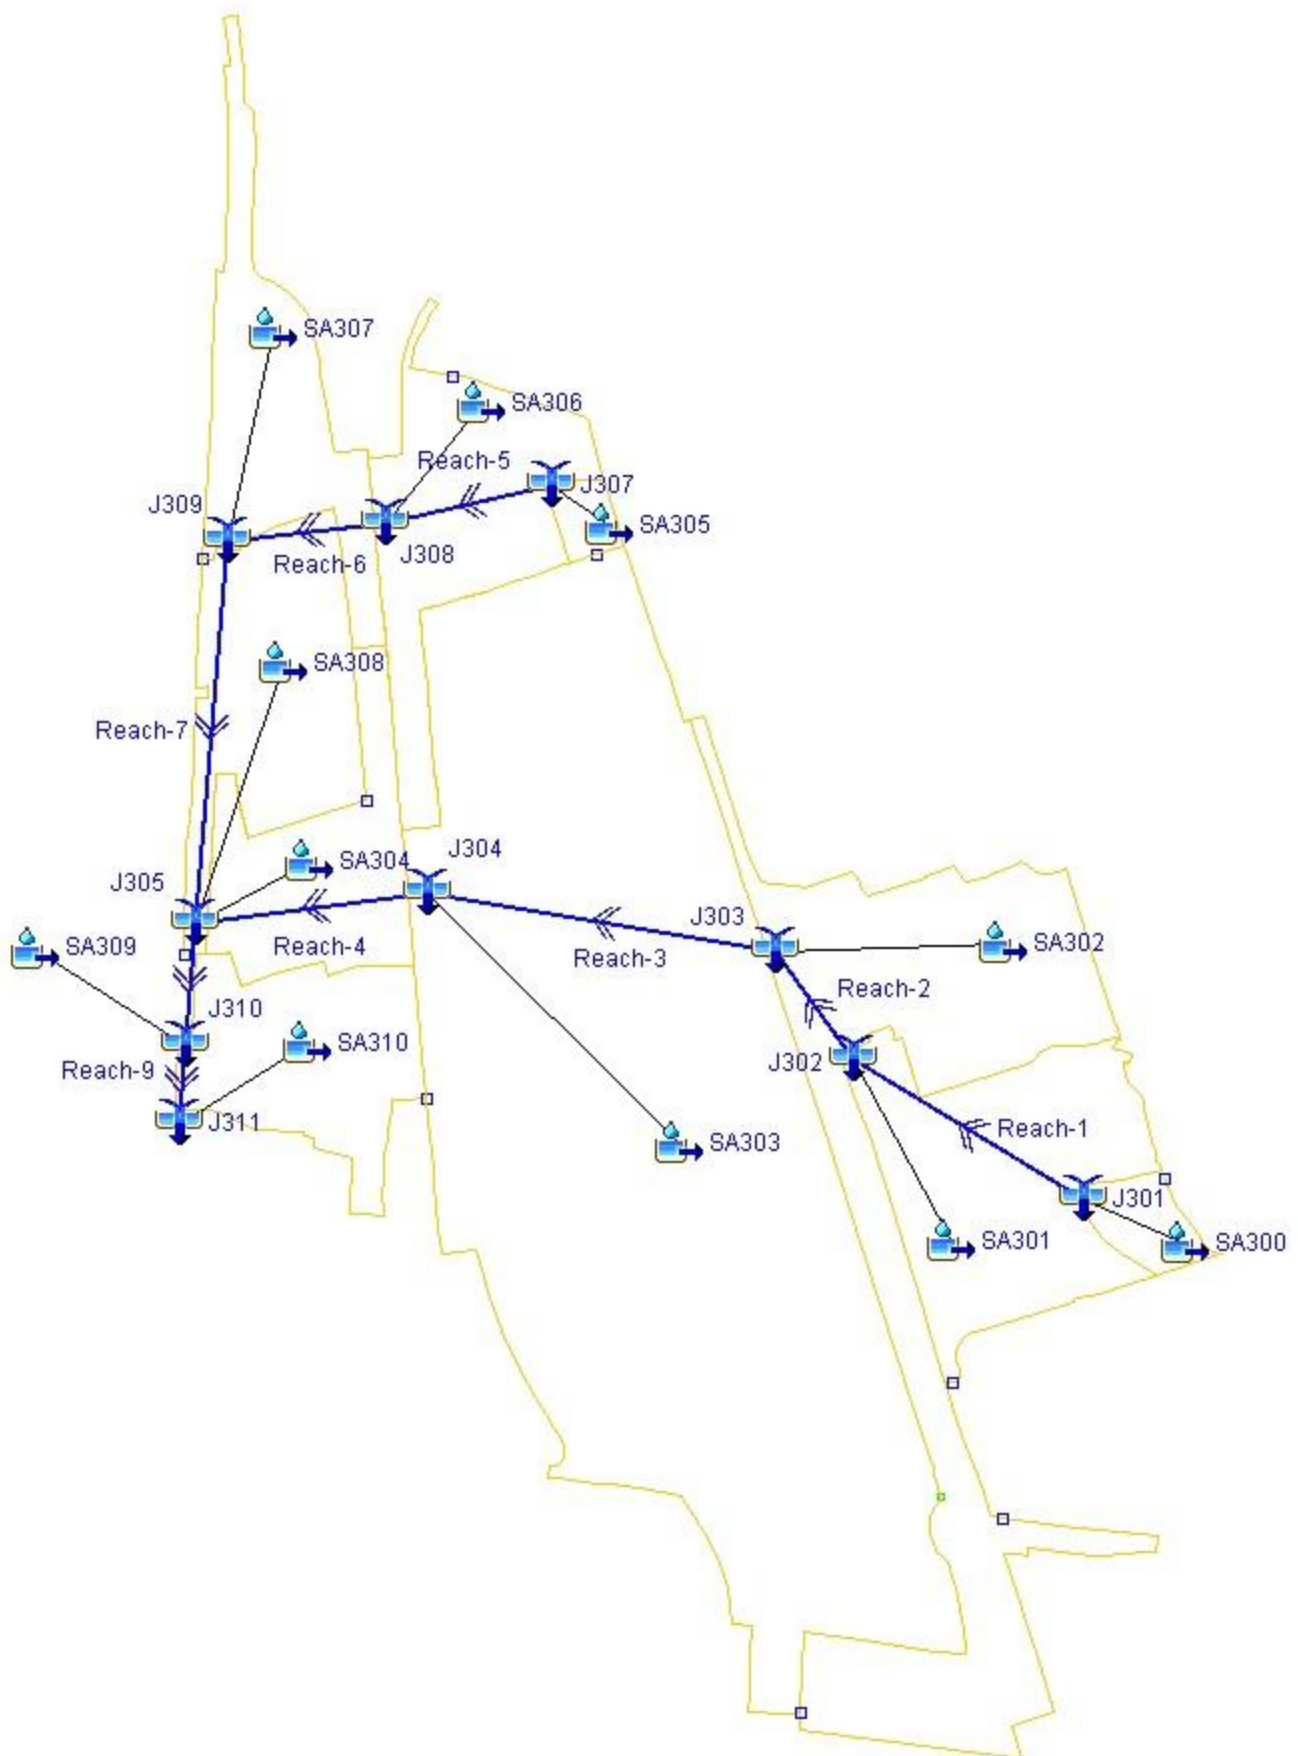 SA307
SA306
Reach-5
J307
J309
SA305
J308
Reach-6
SA308
Reach-7
J304
SA304
J305
J303
SA309
Reach-4
SA302
Reach-3
Reach-2
J310
SA310
J302
Reach-9
J311
Reach-1
SA303
J301
SA301
SA300